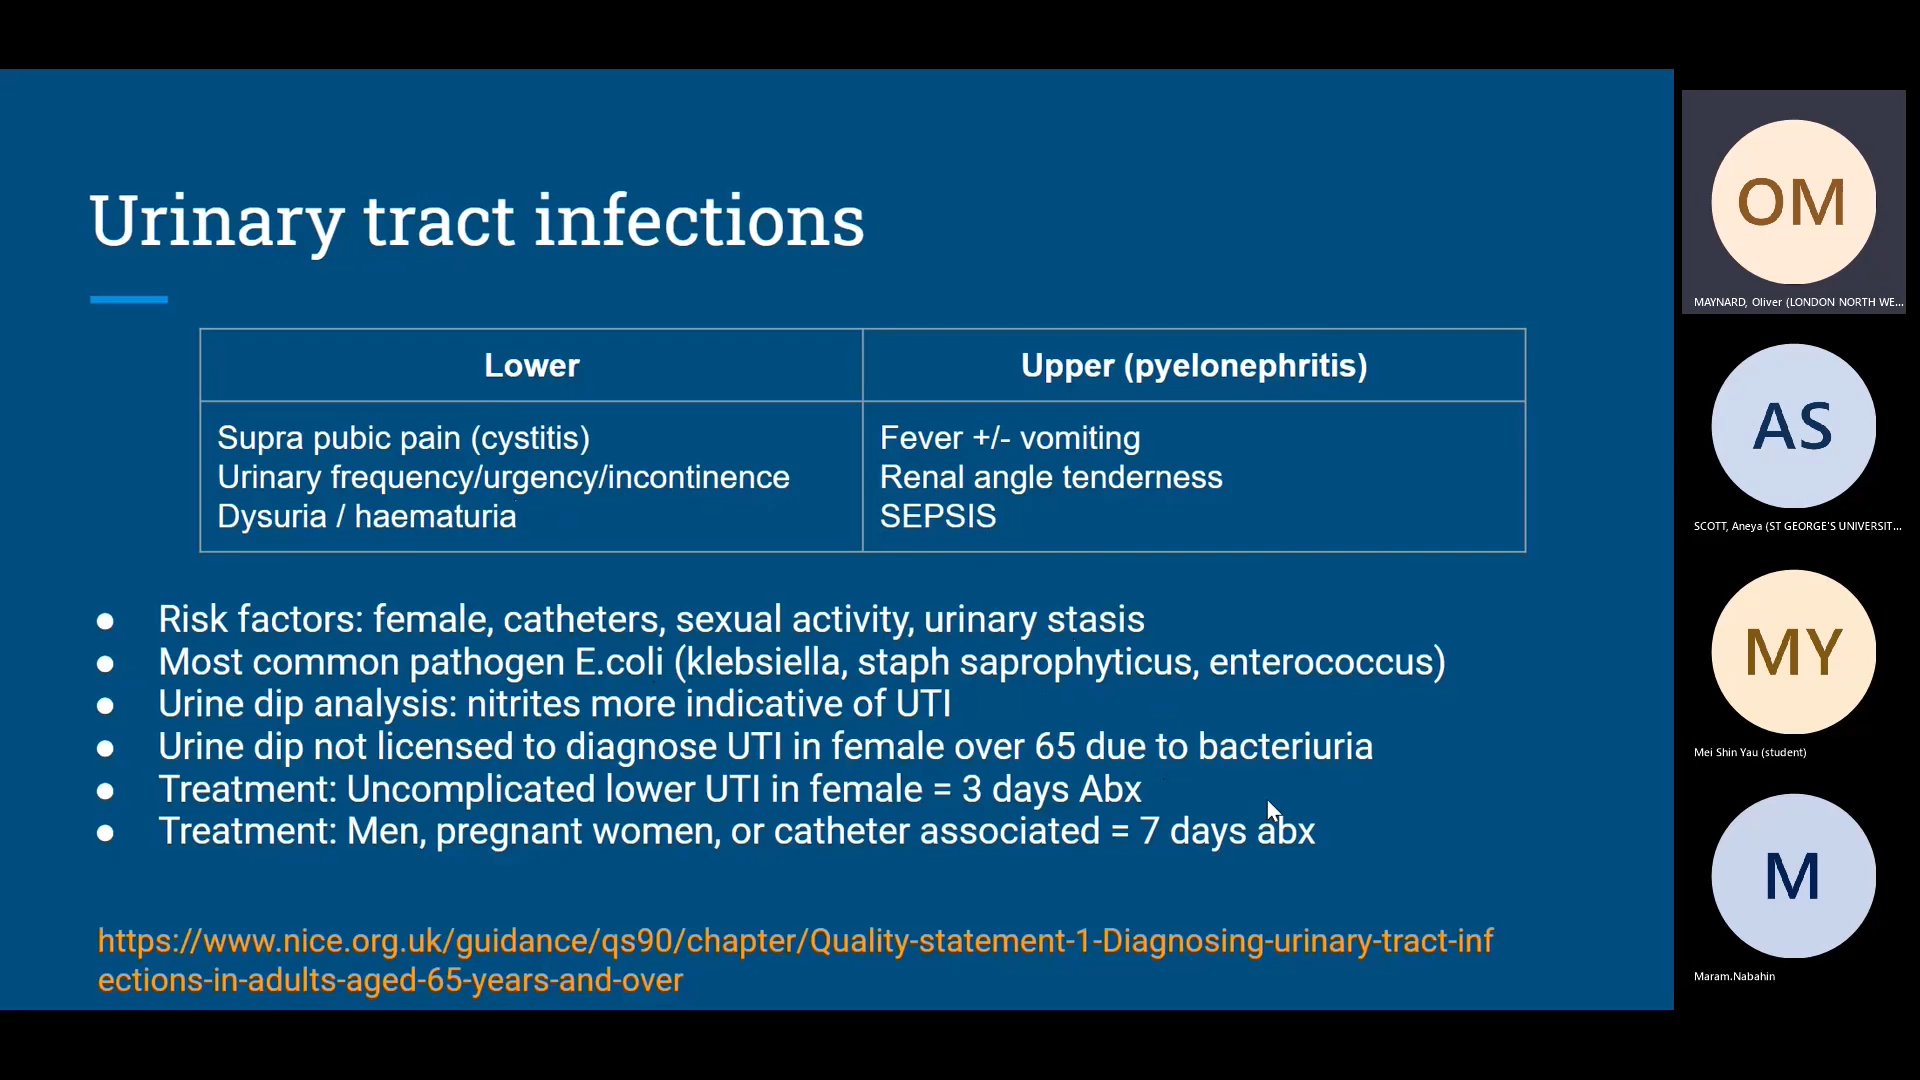 Urinary tract infections
Lower
Upper (pyelonephritis)
Supra pubic pain (cystitis)
Urinary frequency/urgency/incontinence
Dysuria / haematuria
Fever +/- vomiting
Renal angle tenderness
SEPSIS
● Risk factors: female, catheters, sexual activity, urinary stasis
● Most common pathogen E.coli (klebsiella, staph saprophyticus, enterococcus)
● Urine dip analysis: nitrites more indicative of UTI
● Urine dip not licensed to diagnose UTI in female over 65 due to bacteriuria
● Treatment: Uncomplicated lower UTI in female = 3 days Abx
● Treatment: Men, pregnant women, or catheter associated = 7 days abx
https://www.nice.org.uk/guidance/qs90/chapter/Quality-statement-1-Diagnosing-urinary-tract-inf
ections-in-adults-aged-65-years-and-over
OM
MAYNARD, Oliver (LONDON NORTH WE...
AS
SCOTT, Aneya (ST GEORGE'S UNIVERSIT...
MY
Mei Shin Yau (student)
M
Maram.Nabahin